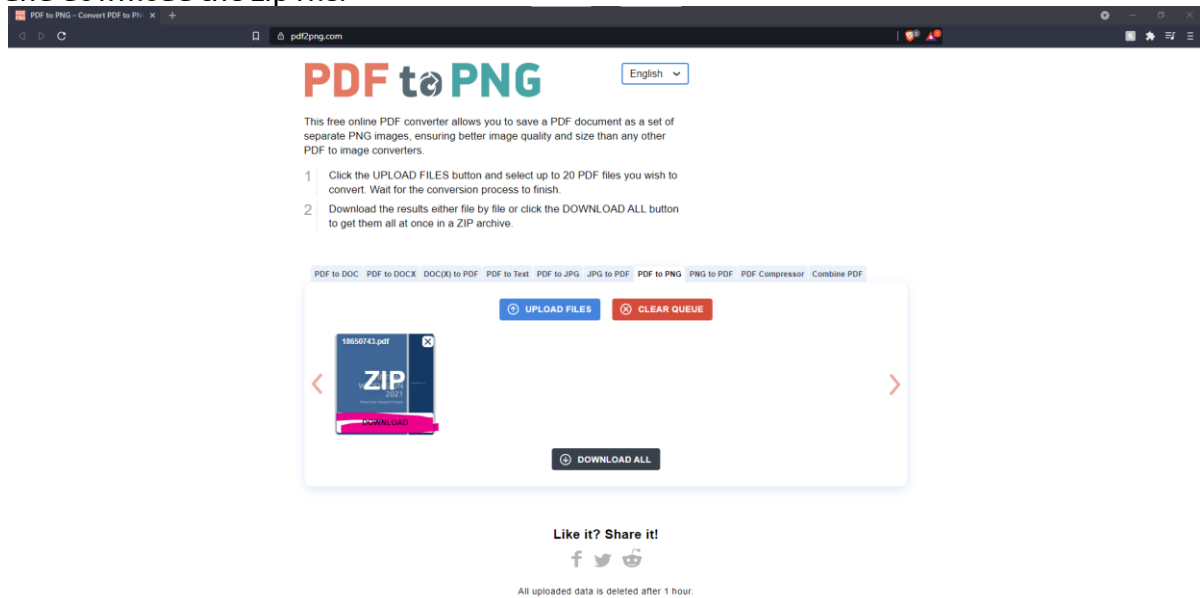 PDF to PNG – Convert PDF to PN
pdf2png.com
PDF to PNG
English
This free online PDF converter allows you to save a PDF document as a set of
separate PNG images, ensuring better image quality and size than any other
PDF to image converters.
1 Click the UPLOAD FILES button and select up to 20 PDF files you wish to
convert. Wait for the conversion process to finish.
2 Download the results either file by file or click the DOWNLOAD ALL button
to get them all at once in a ZIP archive.
PDF to DOC PDF to DOCX DOC(X) to PDF PDF to Text PDF to JPG JPG to PDF PDF to PNG PNG to PDF PDF Compressor Combine PDF
UPLOAD FILES CLEAR QUEUE
18650743.pdf
ZIP
2021
DOWNLOAD
DOWNLOAD ALL
Like it? Share it!
All uploaded data is deleted after 1 hour.